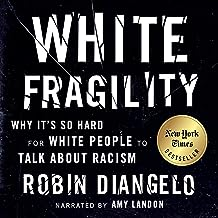 WHITE
FRAGILITY
WHY IT'S SO HARD
FOR WHITE PEOPLE TO
TALK ABOUT RACISM
New York
Times
BESTSELLER
ROBIN DIANGELO
NARRATED BY AMY LANDON